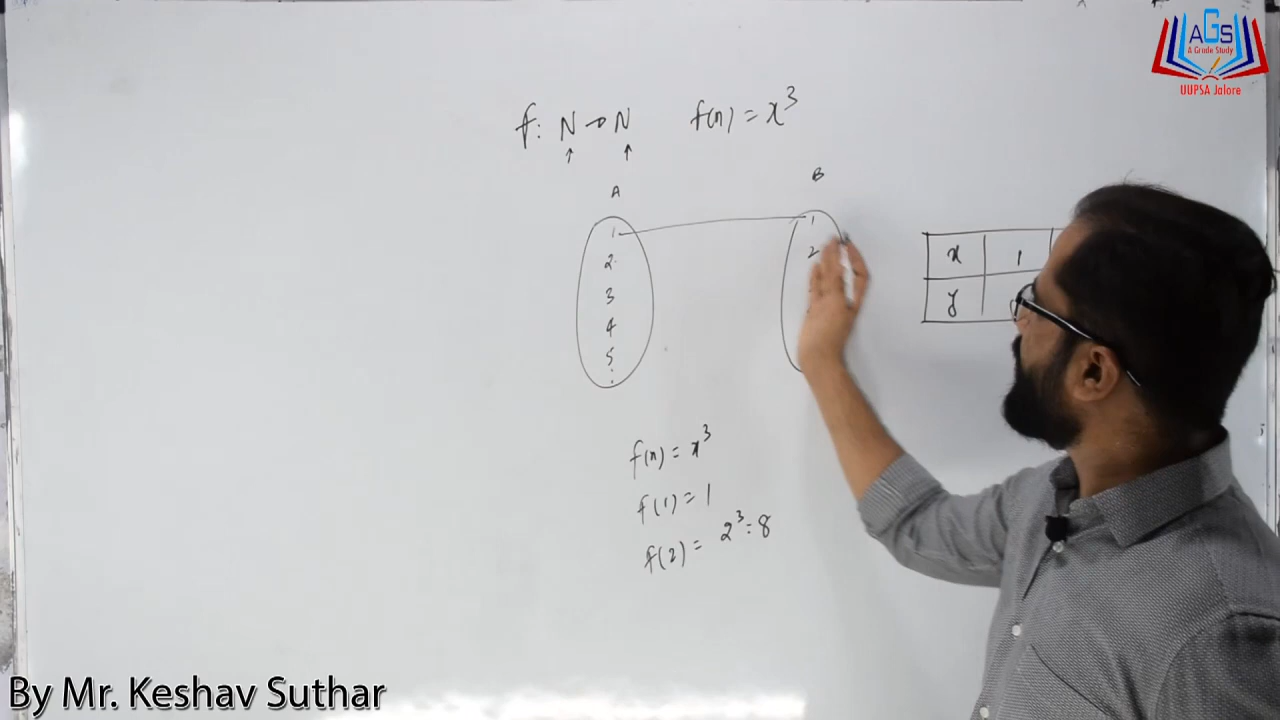 AGS
A Grade Study
UUPSA Jalore
f: N → N f(x) = x³
↑ ↑
A B
1 1
2 2
3
4
5
⋮
x 1
y
f(x) = x³
f(1) = 1
f(2) = 2³ = 8
By Mr. Keshav Suthar